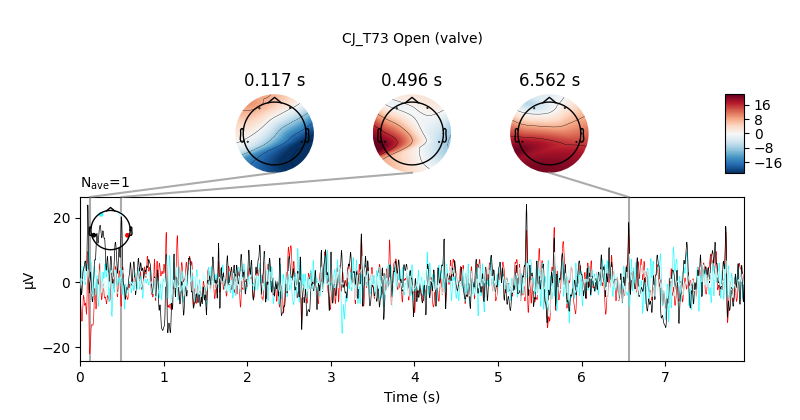 CJ_T73 Open (valve)
0.117 s 0.496 s 6.562 s
16
8
0
−8
−16
Nave=1
20
0
−20
µV
0 1 2 3 4 5 6 7
Time (s)